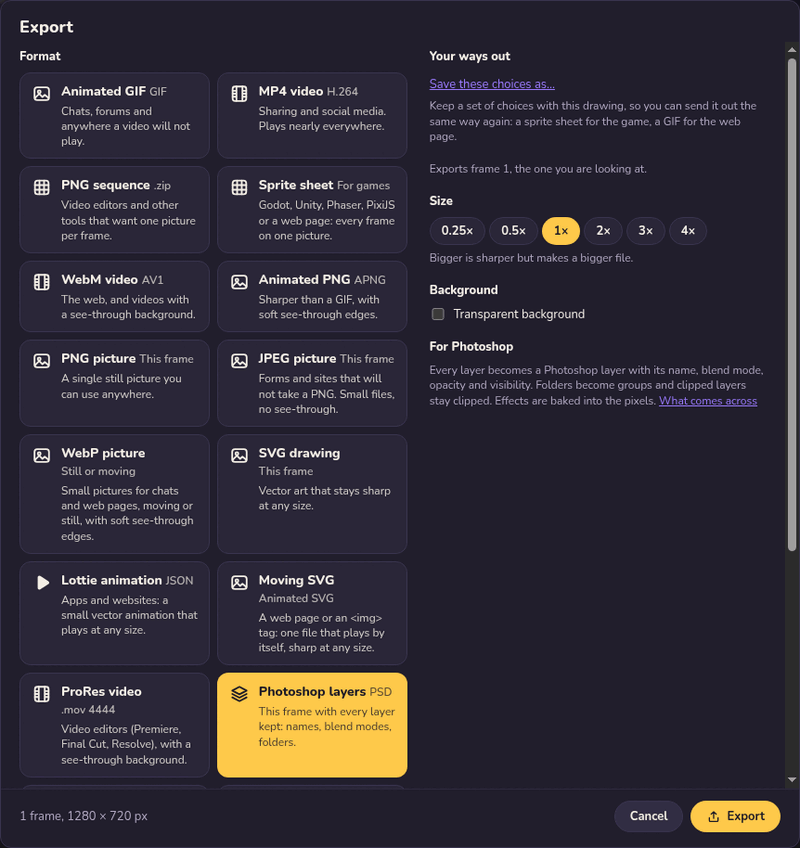 Export
Format
Animated GIF GIF
Chats, forums and
anywhere a video will not
play.
MP4 video H.264
Sharing and social media.
Plays nearly everywhere.
PNG sequence .zip
Video editors and other
tools that want one picture
per frame.
Sprite sheet For games
Godot, Unity, Phaser, PixiJS
or a web page: every frame
on one picture.
WebM video AV1
The web, and videos with
a see-through background.
Animated PNG APNG
Sharper than a GIF, with
soft see-through edges.
PNG picture This frame
A single still picture you
can use anywhere.
JPEG picture This frame
Forms and sites that will
not take a PNG. Small files,
no see-through.
WebP picture
Still or moving
Small pictures for chats
and web pages, moving or
still, with soft see-through
edges.
SVG drawing
This frame
Vector art that stays sharp
at any size.
Lottie animation JSON
Apps and websites: a
small vector animation that
plays at any size.
Moving SVG
Animated SVG
A web page or an <img>
tag: one file that plays by
itself, sharp at any size.
ProRes video
.mov 4444
Video editors (Premiere,
Final Cut, Resolve), with a
see-through background.
Photoshop layers PSD
This frame with every layer
kept: names, blend modes,
folders.
Your ways out
Save these choices as...
Keep a set of choices with this drawing, so you can send it out the
same way again: a sprite sheet for the game, a GIF for the web
page.
Exports frame 1, the one you are looking at.
Size
0.25× 0.5× 1× 2× 3× 4×
Bigger is sharper but makes a bigger file.
Background
Transparent background
For Photoshop
Every layer becomes a Photoshop layer with its name, blend mode,
opacity and visibility. Folders become groups and clipped layers
stay clipped. Effects are baked into the pixels. What comes across
1 frame, 1280 × 720 px
Cancel
Export